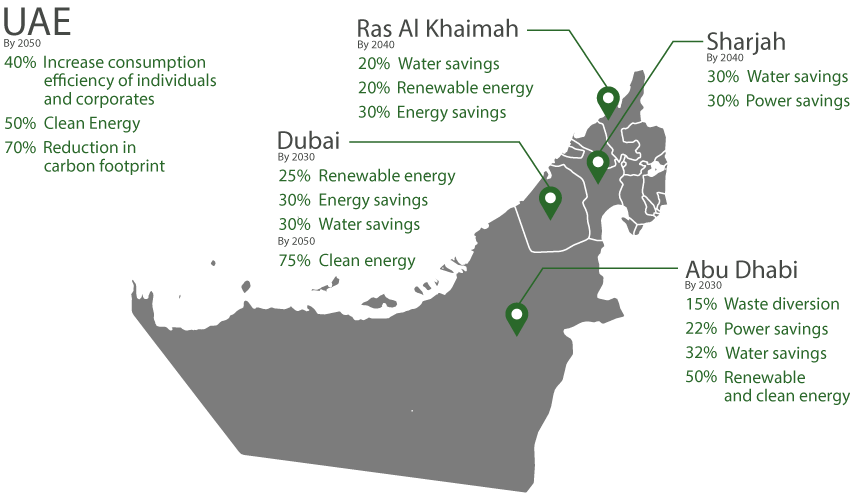 UAE
By 2050
40% Increase consumption
efficiency of individuals
and corporates
50% Clean Energy
70% Reduction in
carbon footprint
Ras Al Khaimah
By 2040
20% Water savings
20% Renewable energy
30% Energy savings
Sharjah
By 2040
30% Water savings
30% Power savings
Dubai
By 2030
25% Renewable energy
30% Energy savings
30% Water savings
By 2050
75% Clean energy
Abu Dhabi
By 2030
15% Waste diversion
22% Power savings
32% Water savings
50% Renewable
and clean energy